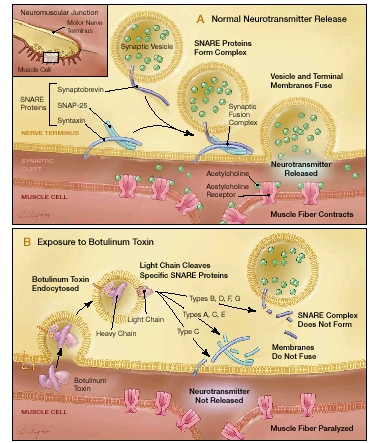 Neuromuscular Junction
Motor Nerve
Terminus
Muscle Cell
A Normal Neurotransmitter Release
Synaptic Vesicle
SNARE Proteins
Form Complex
Vesicle and Terminal
Membranes Fuse
SNARE
Proteins
Synaptobrevin
SNAP-25
Syntaxin
Synaptic
Fusion
Complex
NERVE TERMINUS
SYNAPTIC
CLEFT
MUSCLE CELL
Acetylcholine
Acetylcholine
Receptor
Neurotransmitter
Released
Muscle Fiber Contracts
B Exposure to Botulinum Toxin
Botulinum Toxin
Endocytosed
Light Chain Cleaves
Specific SNARE Proteins
Types B, D, F, G
Types A, C, E
Type C
Light Chain
Heavy Chain
SNARE Complex
Does Not Form
Membranes
Do Not Fuse
Botulinum
Toxin
Neurotransmitter
Not Released
MUSCLE CELL
Muscle Fiber Paralyzed